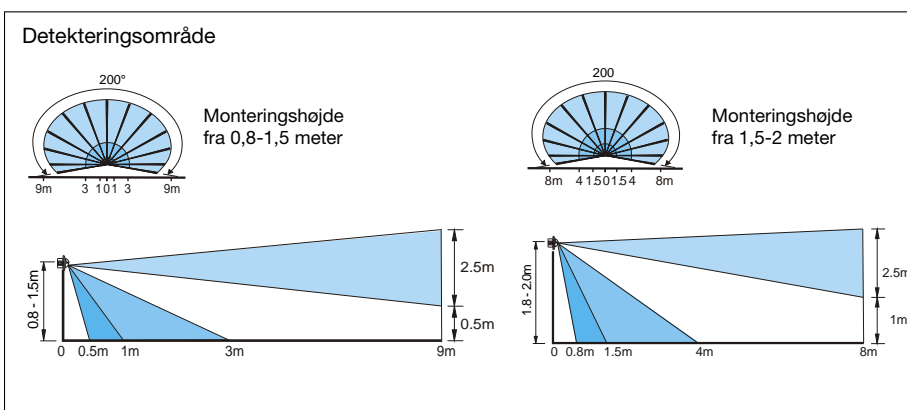 Detekteringsområde
200°
Monteringshøjde
fra 0,8-1,5 meter
9m 3 1 0 1 3 9m
200
Monteringshøjde
fra 1,5-2 meter
8m 4 1.5 0 1.5 4 8m
0.8 - 1.5m
2.5m
0.5m
0 0.5m 1m 3m 9m
1.8 - 2.0m
2.5m
1m
0 0.8m 1.5m 4m 8m